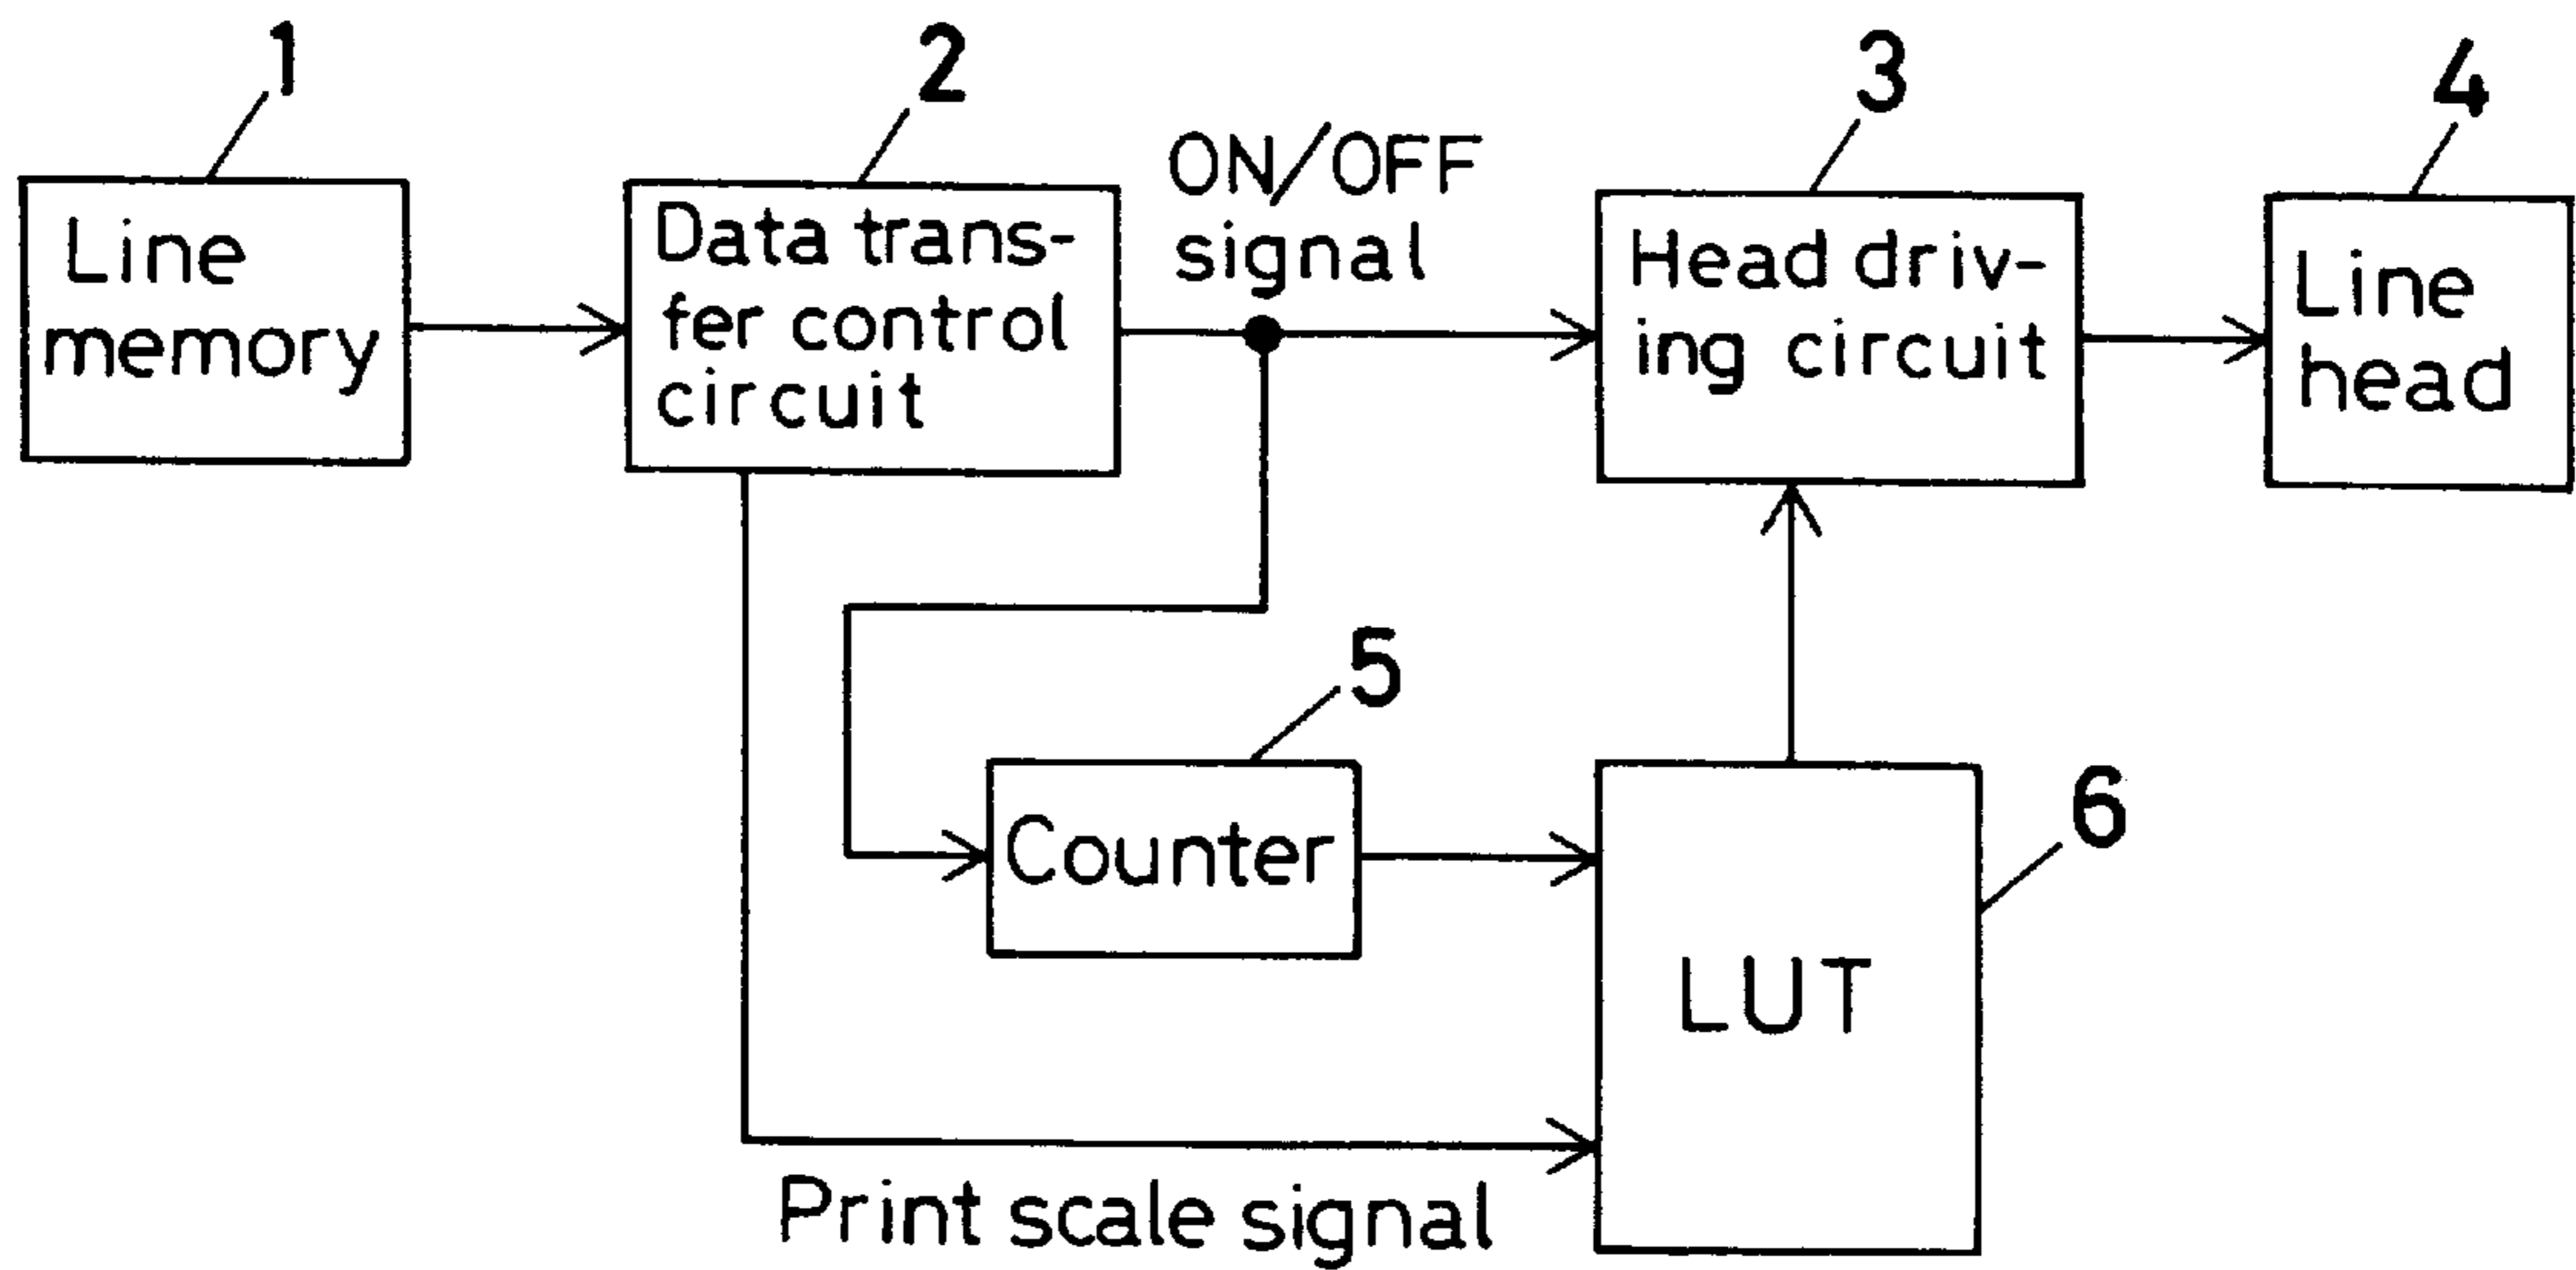 1
2
3
4
Line
memory
Data trans-
fer control
circuit
ON/OFF
signal
Head driv-
ing circuit
Line
head
5
Counter
6
LUT
Print scale signal